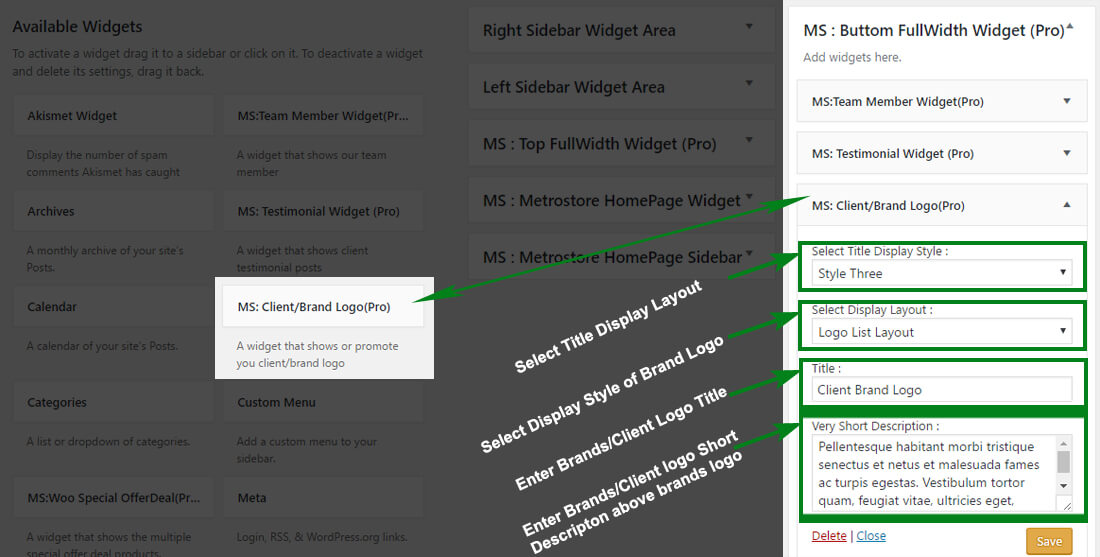 Available Widgets
To activate a widget drag it to a sidebar or click on it. To deactivate a widget
and delete its settings, drag it back.
Akismet Widget
MS:Team Member Widget(Pr...
Display the number of spam
comments Akismet has caught
A widget that shows our team
member
Archives
MS: Testimonial Widget (Pro)
A monthly archive of your site's
Posts.
A widget that shows client
testimonial posts
Calendar
MS: Client/Brand Logo(Pro)
A calendar of your site's Posts.
A widget that shows or promote
you client/brand logo
Categories
Custom Menu
A list or dropdown of categories.
Add a custom menu to your
sidebar.
MS:Woo Special OfferDeal(Pr...
Meta
A widget that shows the multiple
special offer deal products.
Login, RSS, & WordPress.org links.
Right Sidebar Widget Area
Left Sidebar Widget Area
MS : Top FullWidth Widget (Pro)
MS : Metrostore HomePage Widget
MS : Metrostore HomePage Sidebar
Select Title Display Layout
Select Display Style of Brand Logo
Enter Brands/Client Logo Title
Enter Brands/Client logo Short
Descripton above brands logo
MS : Buttom FullWidth Widget (Pro)
Add widgets here.
MS:Team Member Widget(Pro)
MS: Testimonial Widget (Pro)
MS: Client/Brand Logo(Pro)
Select Title Display Style :
Style Three
Select Display Layout :
Logo List Layout
Title :
Client Brand Logo
Very Short Description :
Pellentesque habitant morbi tristique
senectus et netus et malesuada fames
ac turpis egestas. Vestibulum tortor
quam, feugiat vitae, ultricies eget,
Delete | Close
Save